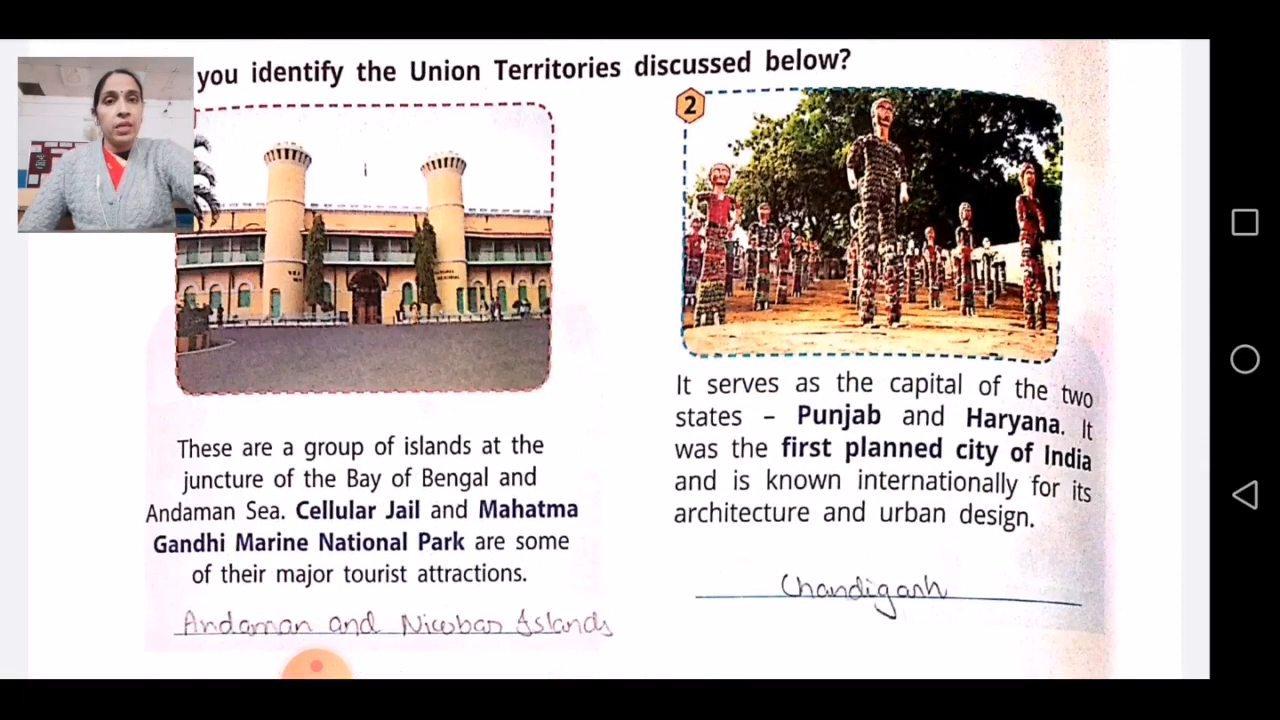 you identify the Union Territories discussed below?
2
These are a group of islands at the
juncture of the Bay of Bengal and
Andaman Sea. Cellular Jail and Mahatma
Gandhi Marine National Park are some
of their major tourist attractions.
Andaman and Nicobar Islands
It serves as the capital of the two
states – Punjab and Haryana. It
was the first planned city of India
and is known internationally for its
architecture and urban design.
Chandigarh